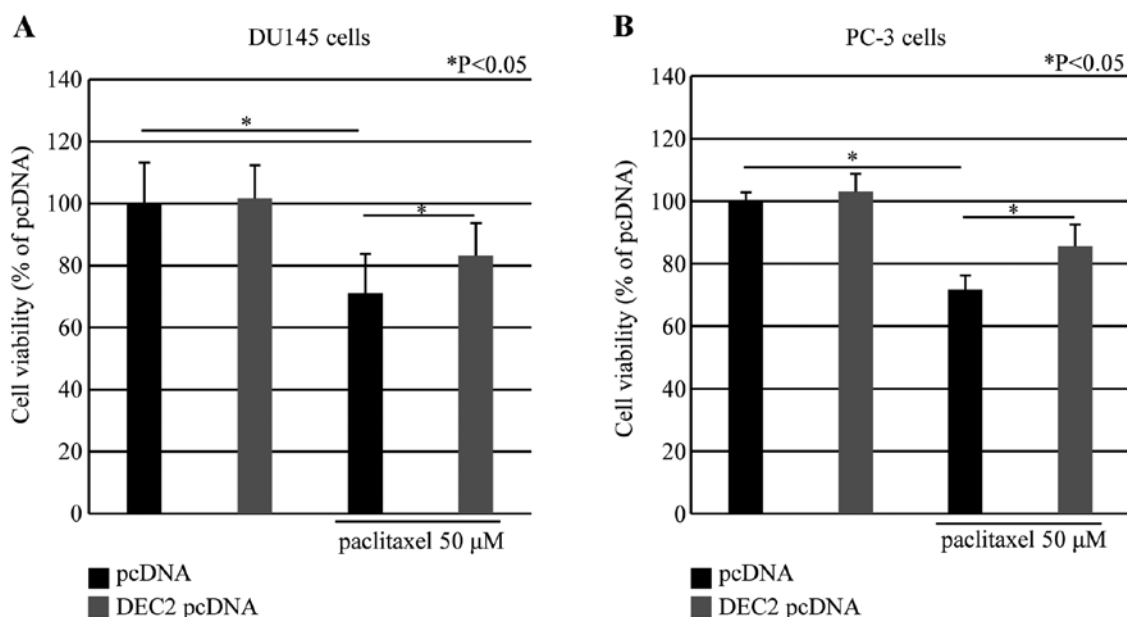 A
DU145 cells
*P<0.05
Cell viability (% of pcDNA)
140
120
100
80
60
40
20
0
*
*
paclitaxel 50 µM
pcDNA
DEC2 pcDNA
B
PC-3 cells
*P<0.05
Cell viability (% of pcDNA)
140
120
100
80
60
40
20
0
*
*
paclitaxel 50 µM
pcDNA
DEC2 pcDNA